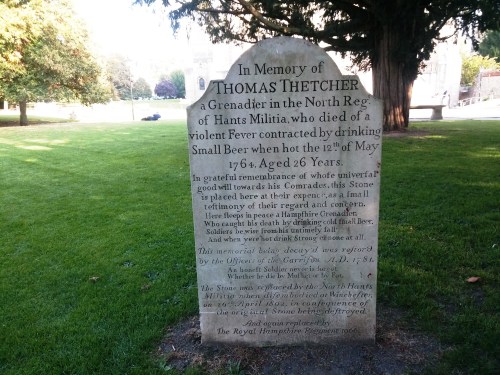 In Memory of
THOMAS THETCHER
a Grenadier in the North Reg.
of Hants Militia, who died of a
violent Fever contracted by drinking
Small Beer when hot the 12th of May
1764. Aged 26 Years.
In grateful remembrance of whose universal
good will towards his Comrades, this Stone
is placed here at their expence, as a small
testimony of their regard and concern.
Here sleeps in peace a Hampshire Grenadier,
Who caught his death by drinking cold small Beer,
Soldiers be wise from his untimely fall
And when ye're hot drink Strong or none at all.
This memorial being decay'd was restor'd
by the Officers of the Garrison A.D. 1781.
An honest Soldier never is forgot
Whether he die by Musket or by Pot.
The Stone was replaced by the North Hants
Militia when disembodied at Winchester,
on 26th April 1802, in consequence of
the original Stone being destroyed.
And again replaced by
The Royal Hampshire Regiment 1966.